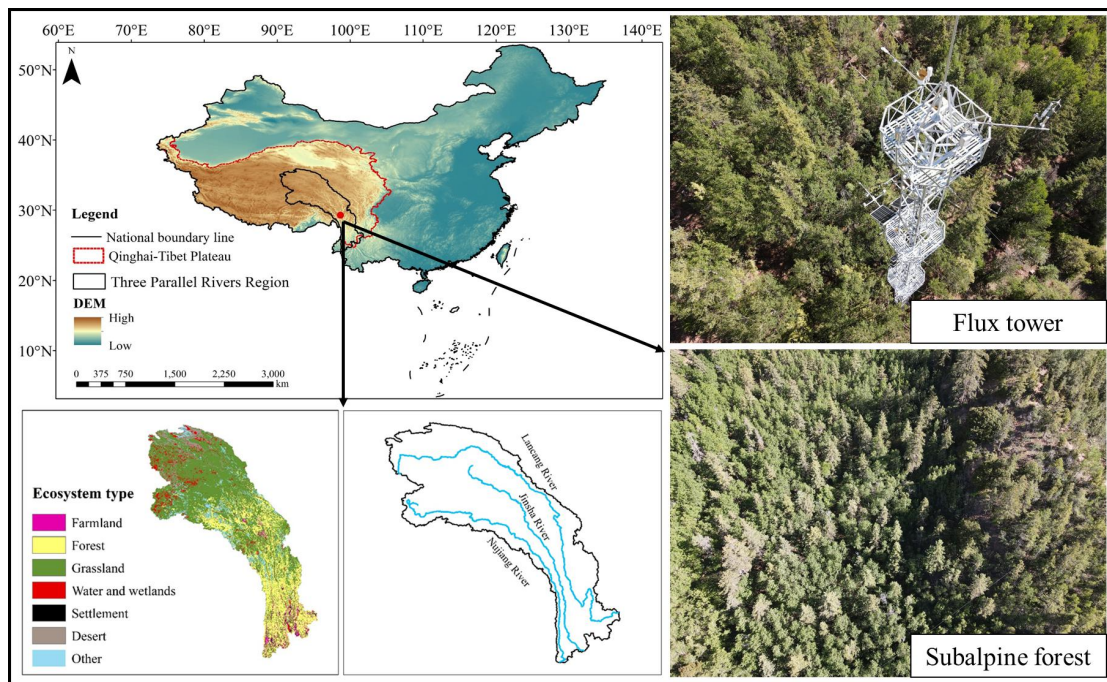 60°E 70°E 80°E 90°E 100°E 110°E 120°E 130°E 140°E
N
50°N
40°N
30°N
20°N
10°N
Legend
National boundary line
Qinghai-Tibet Plateau
Three Parallel Rivers Region
DEM
High
Low
0 375 750 1,500 2,250 3,000
km
Flux tower
Ecosystem type
Farmland
Forest
Grassland
Water and wetlands
Settlement
Desert
Other
Lancang River
Jinsha River
Nujiang River
Subalpine forest